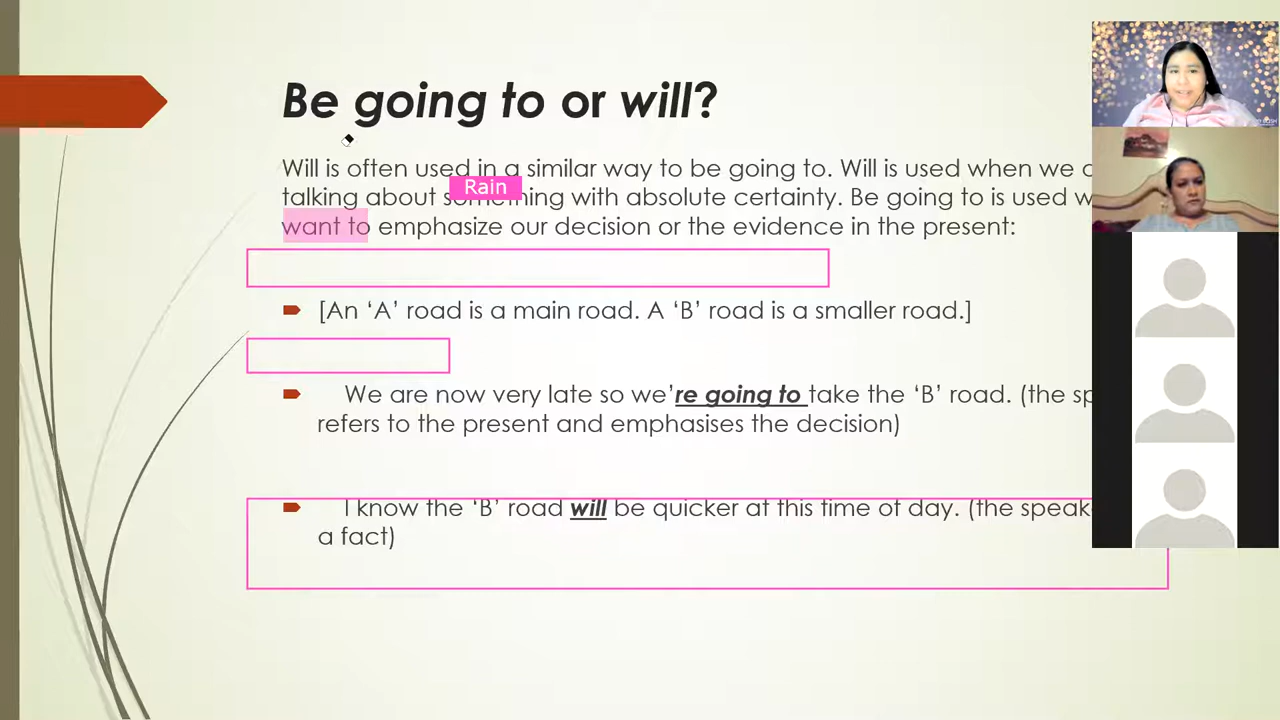 Be going to or will?
Will is often used in a similar way to be going to. Will is used when we
Rain
talking about something with absolute certainty. Be going to is used
want to emphasize our decision or the evidence in the present:
[An ‘A’ road is a main road. A ‘B’ road is a smaller road.]
We are now very late so we’re going to take the ‘B’ road. (the
refers to the present and emphasises the decision)
I know the ‘B’ road will be quicker at this time of day. (the
a fact)